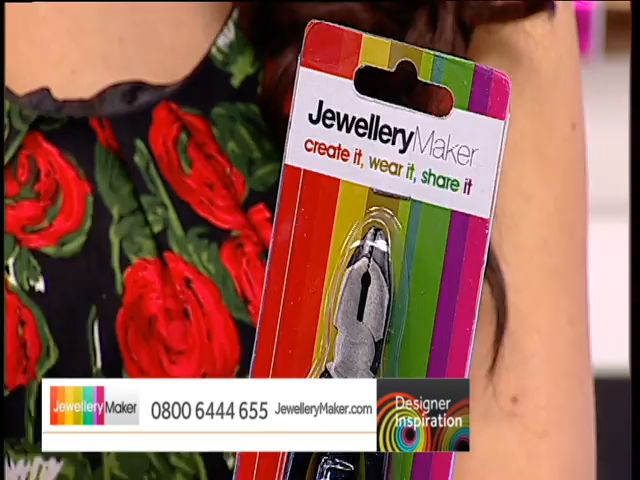 JewelleryMaker
create it, wear it, share it
JewelleryMaker 0800 6444 655 JewelleryMaker.com
Designer
Inspiration